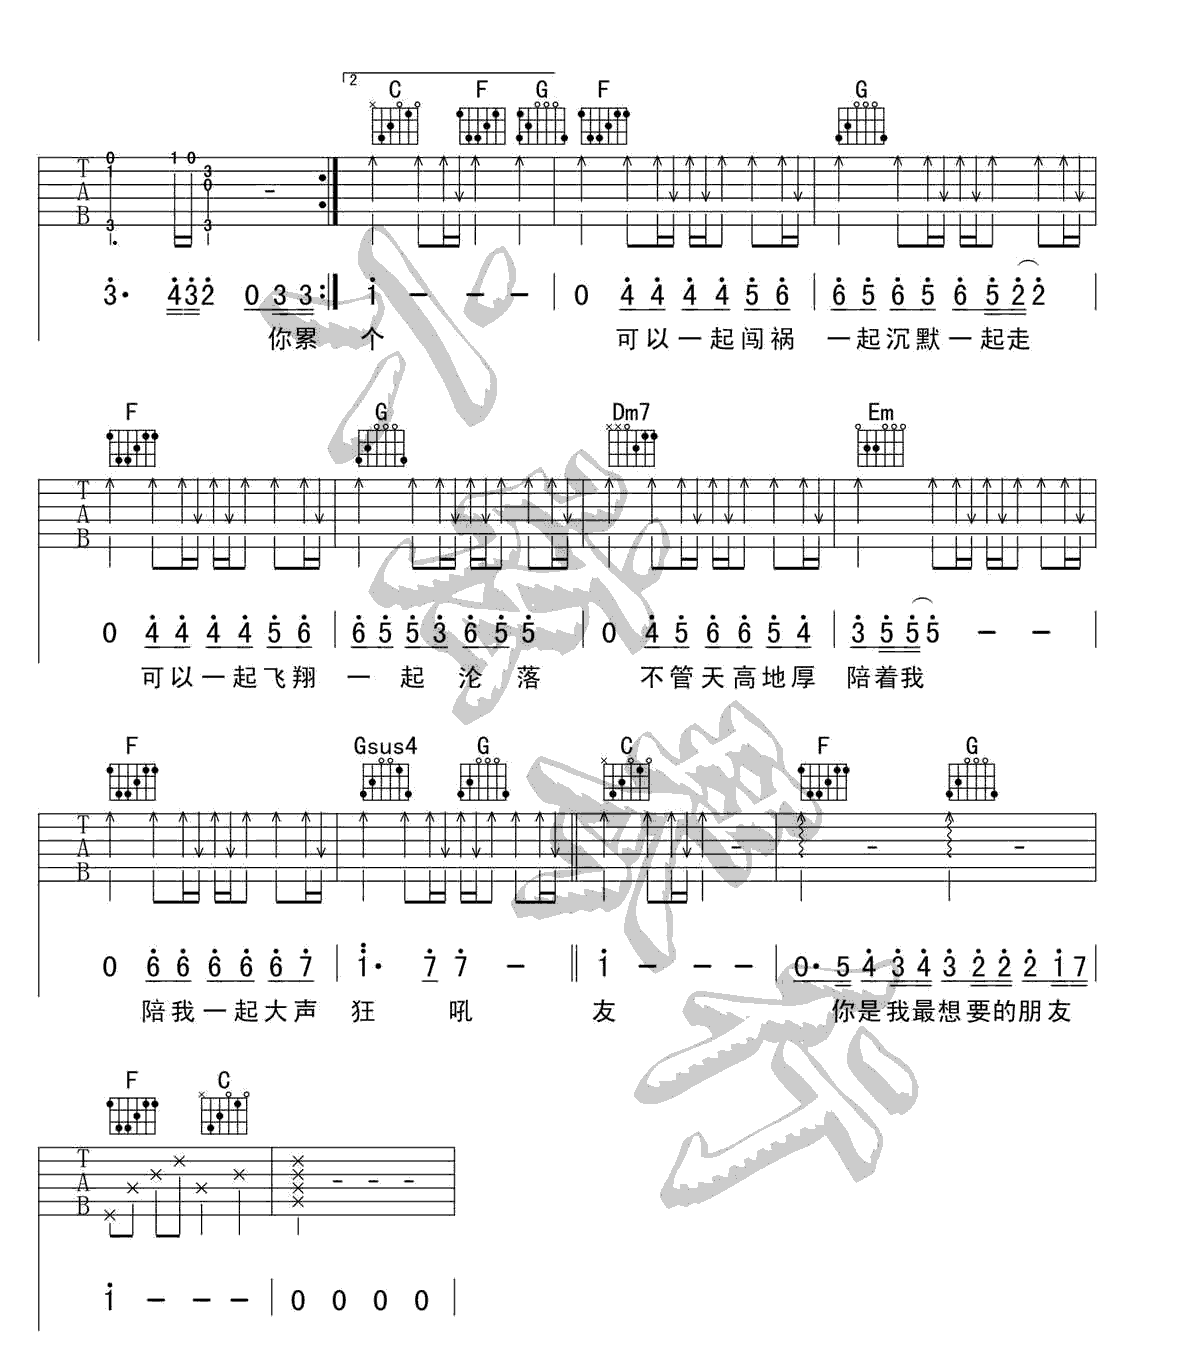 2
C F G F G
0 1 0 3
1 0
3 3
T A B
3· 4 3 2 0 3 3 :‖ 1 - - - | 0 4 4 4 4 5 6 | 6 5 6 5 6 5 2 2 |
你累 个 可以一起闯祸 一起沉默一起走
F G Dm7 Em
T A B
0 4 4 4 4 5 6 | 6 5 5 3 6 5 5 | 0 4 5 6 6 5 4 | 3 5 5 5 - - |
可以一起飞翔 一起沦落 不管天高地厚 陪着我
F Gsus4 G C F G
T A B
0 6 6 6 6 6 7 | 1· 7 7 - ‖ 1 - - - | 0· 5 4 3 4 3 2 2 2 1 7 |
陪我一起大声 狂 吼 友 你是我最想要的朋友
F C
T A B
1 - - - | 0 0 0 0 |